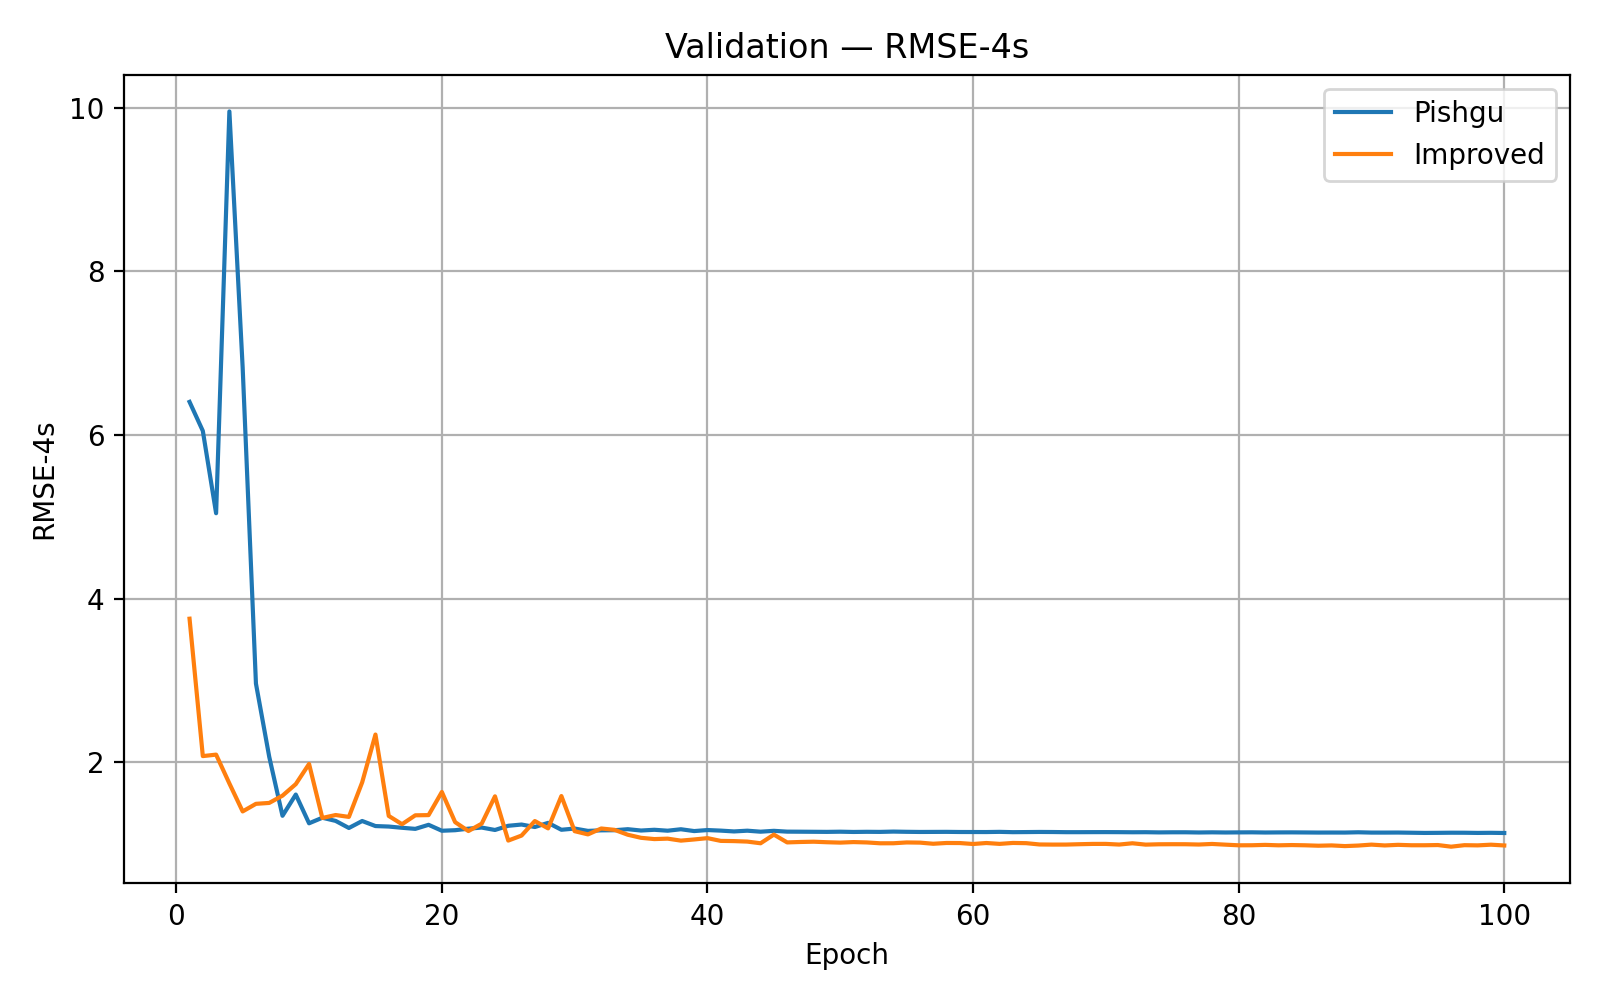 Validation — RMSE-4s
Pishgu
Improved
10
8
6
4
2
RMSE-4s
0 20 40 60 80 100
Epoch